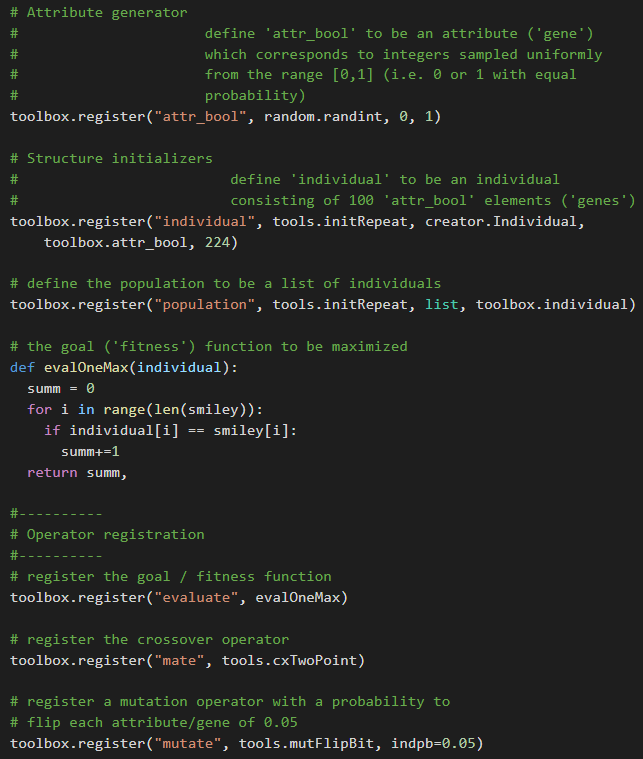 # Attribute generator
#                       define 'attr_bool' to be an attribute ('gene')
#                       which corresponds to integers sampled uniformly
#                       from the range [0,1] (i.e. 0 or 1 with equal
#                       probability)
toolbox.register("attr_bool", random.randint, 0, 1)

# Structure initializers
#                          define 'individual' to be an individual
#                          consisting of 100 'attr_bool' elements ('genes')
toolbox.register("individual", tools.initRepeat, creator.Individual,
    toolbox.attr_bool, 224)

# define the population to be a list of individuals
toolbox.register("population", tools.initRepeat, list, toolbox.individual)

# the goal ('fitness') function to be maximized
def evalOneMax(individual):
  summ = 0
  for i in range(len(smiley)):
    if individual[i] == smiley[i]:
      summ+=1
  return summ,

#----------
# Operator registration
#----------
# register the goal / fitness function
toolbox.register("evaluate", evalOneMax)

# register the crossover operator
toolbox.register("mate", tools.cxTwoPoint)

# register a mutation operator with a probability to
# flip each attribute/gene of 0.05
toolbox.register("mutate", tools.mutFlipBit, indpb=0.05)